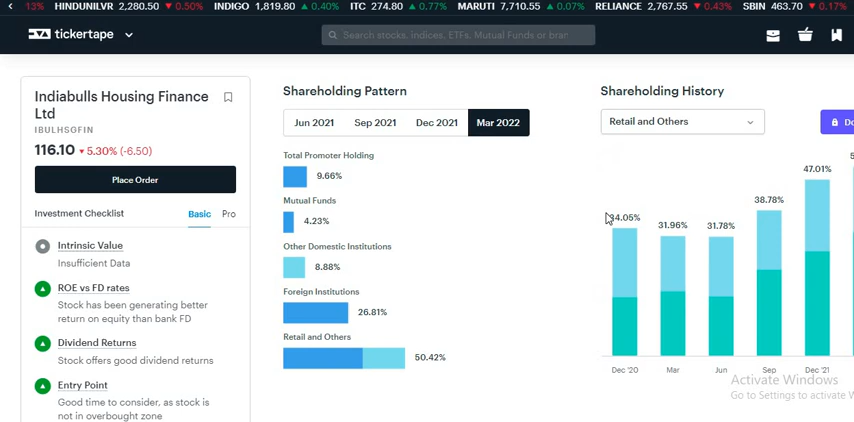 13% HINDUNILVR 2,280.50 ▼ 0.50% INDIGO 1,819.80 ▲ 0.40% ITC 274.80 ▲ 0.77% MARUTI 7,710.55 ▲ 0.07% RELIANCE 2,767.55 ▼ 0.43% SBIN 463.70 ▼ 0.17%
tickertape
Search stocks, indices, ETFs, Mutual Funds or bran
Indiabulls Housing Finance
Ltd
IBULHSGFIN
116.10 ▼ 5.30% (-6.50)
Place Order
Investment Checklist Basic Pro
Intrinsic Value
Insufficient Data
ROE vs FD rates
Stock has been generating better
return on equity than bank FD
Dividend Returns
Stock offers good dividend returns
Entry Point
Good time to consider, as stock is
not in overbought zone
Shareholding Pattern
Jun 2021 Sep 2021 Dec 2021 Mar 2022
Total Promoter Holding
9.66%
Mutual Funds
4.23%
Other Domestic Institutions
8.88%
Foreign Institutions
26.81%
Retail and Others
50.42%
Shareholding History
Retail and Others
Do
34.05% 31.96% 31.78% 38.78% 47.01%
Dec '20 Mar Jun Sep Dec '21
Activate Windows
Go to Settings to activate W